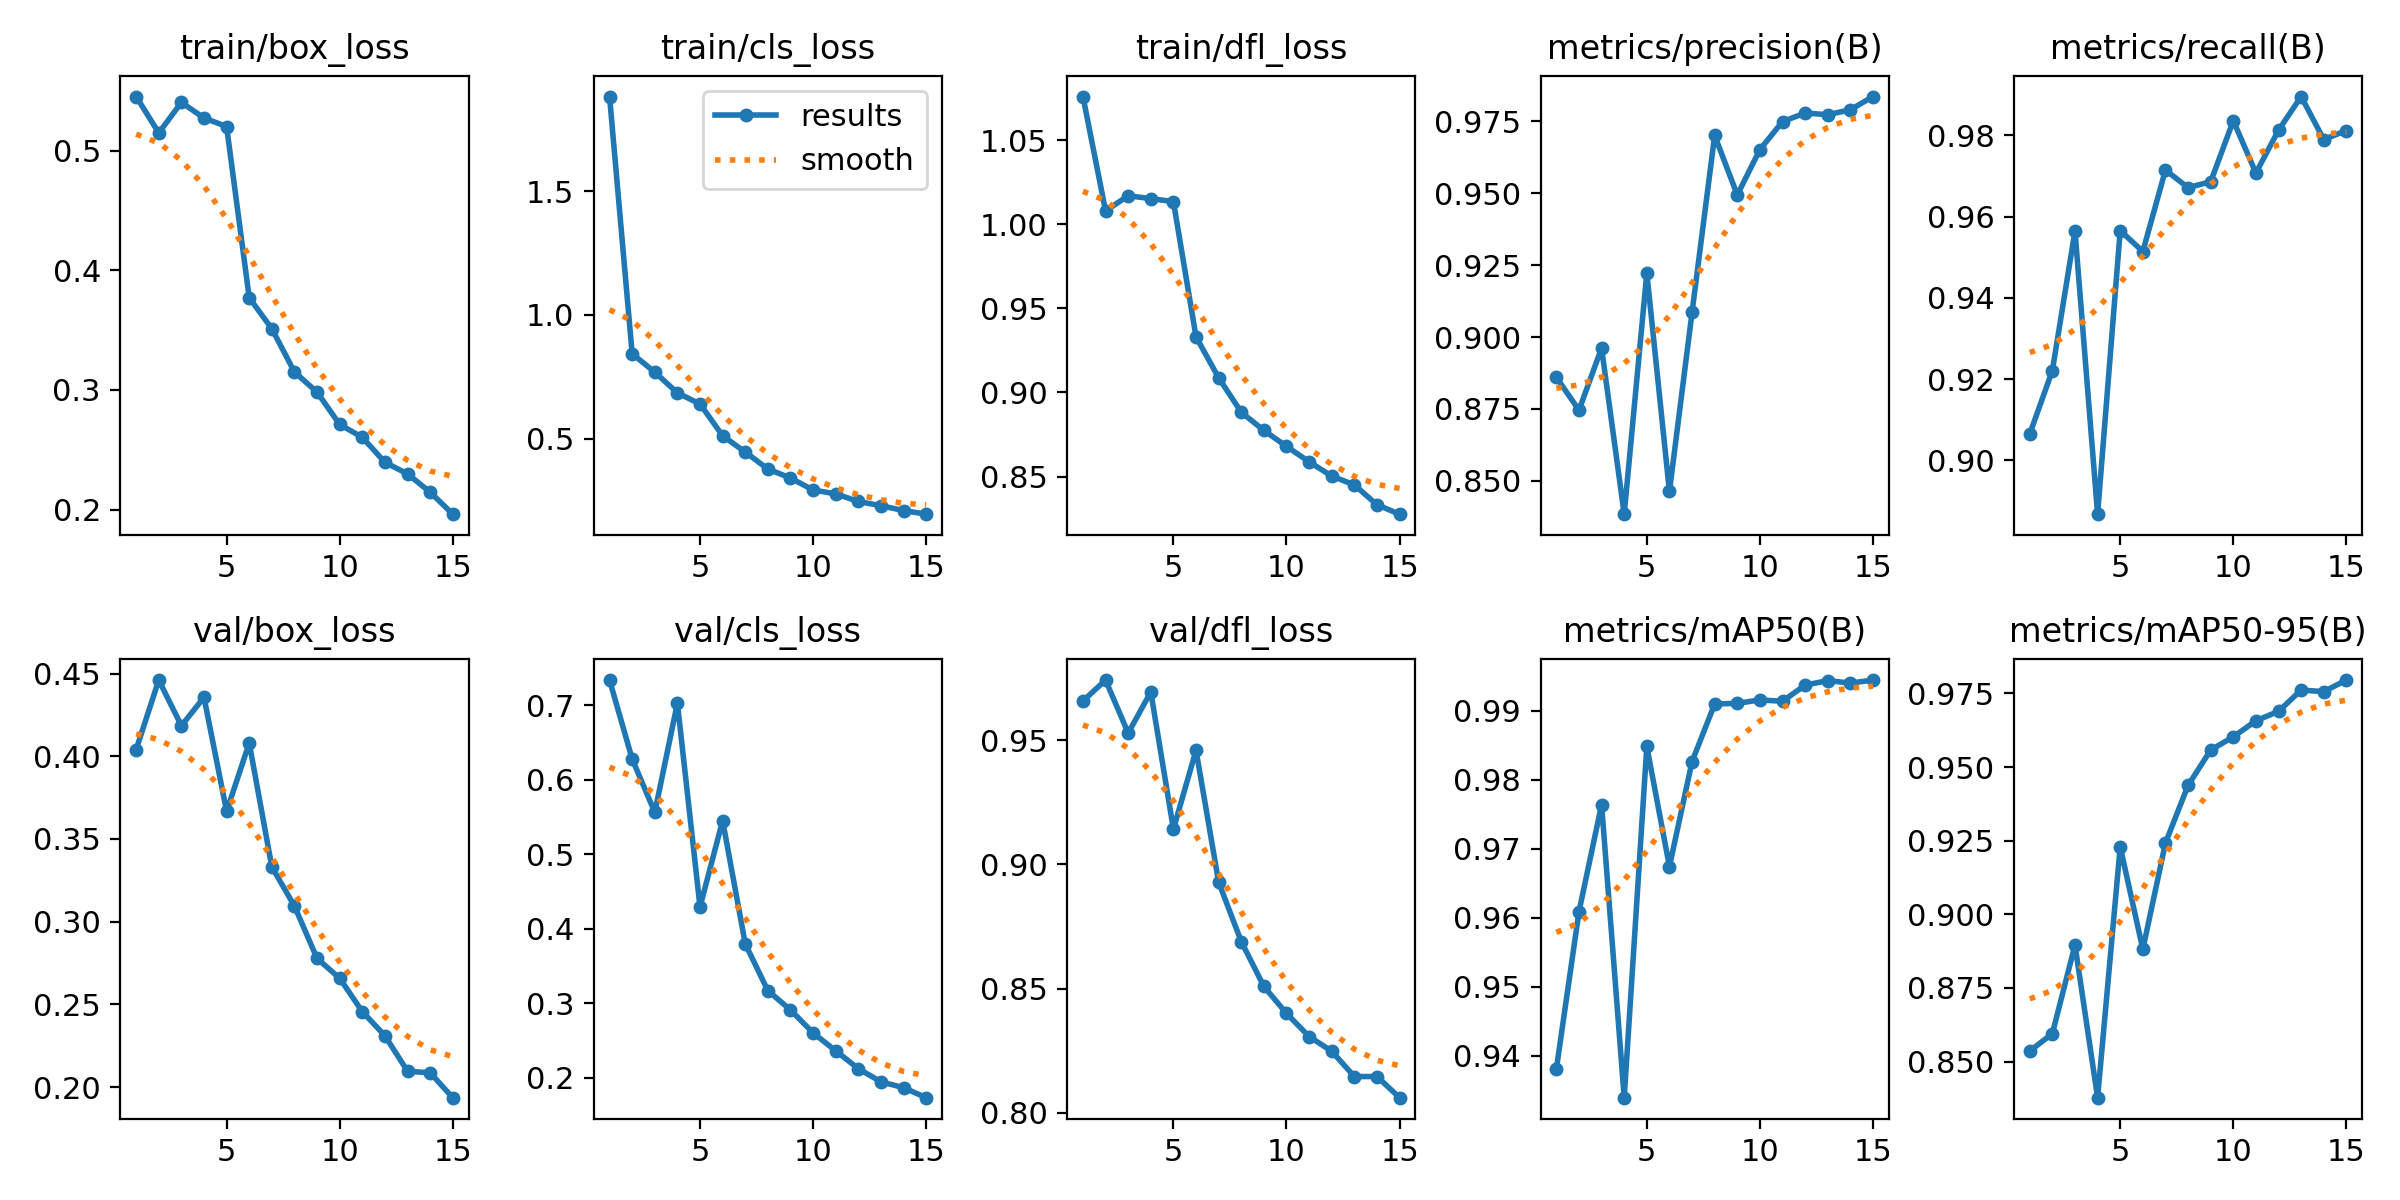 train/box_loss
0.5
0.4
0.3
0.2
5 10 15
train/cls_loss
results
smooth
1.5
1.0
0.5
5 10 15
train/dfl_loss
1.05
1.00
0.95
0.90
0.85
5 10 15
metrics/precision(B)
0.975
0.950
0.925
0.900
0.875
0.850
5 10 15
metrics/recall(B)
0.98
0.96
0.94
0.92
0.90
5 10 15
val/box_loss
0.45
0.40
0.35
0.30
0.25
0.20
5 10 15
val/cls_loss
0.7
0.6
0.5
0.4
0.3
0.2
5 10 15
val/dfl_loss
0.95
0.90
0.85
0.80
5 10 15
metrics/mAP50(B)
0.99
0.98
0.97
0.96
0.95
0.94
5 10 15
metrics/mAP50-95(B)
0.975
0.950
0.925
0.900
0.875
0.850
5 10 15